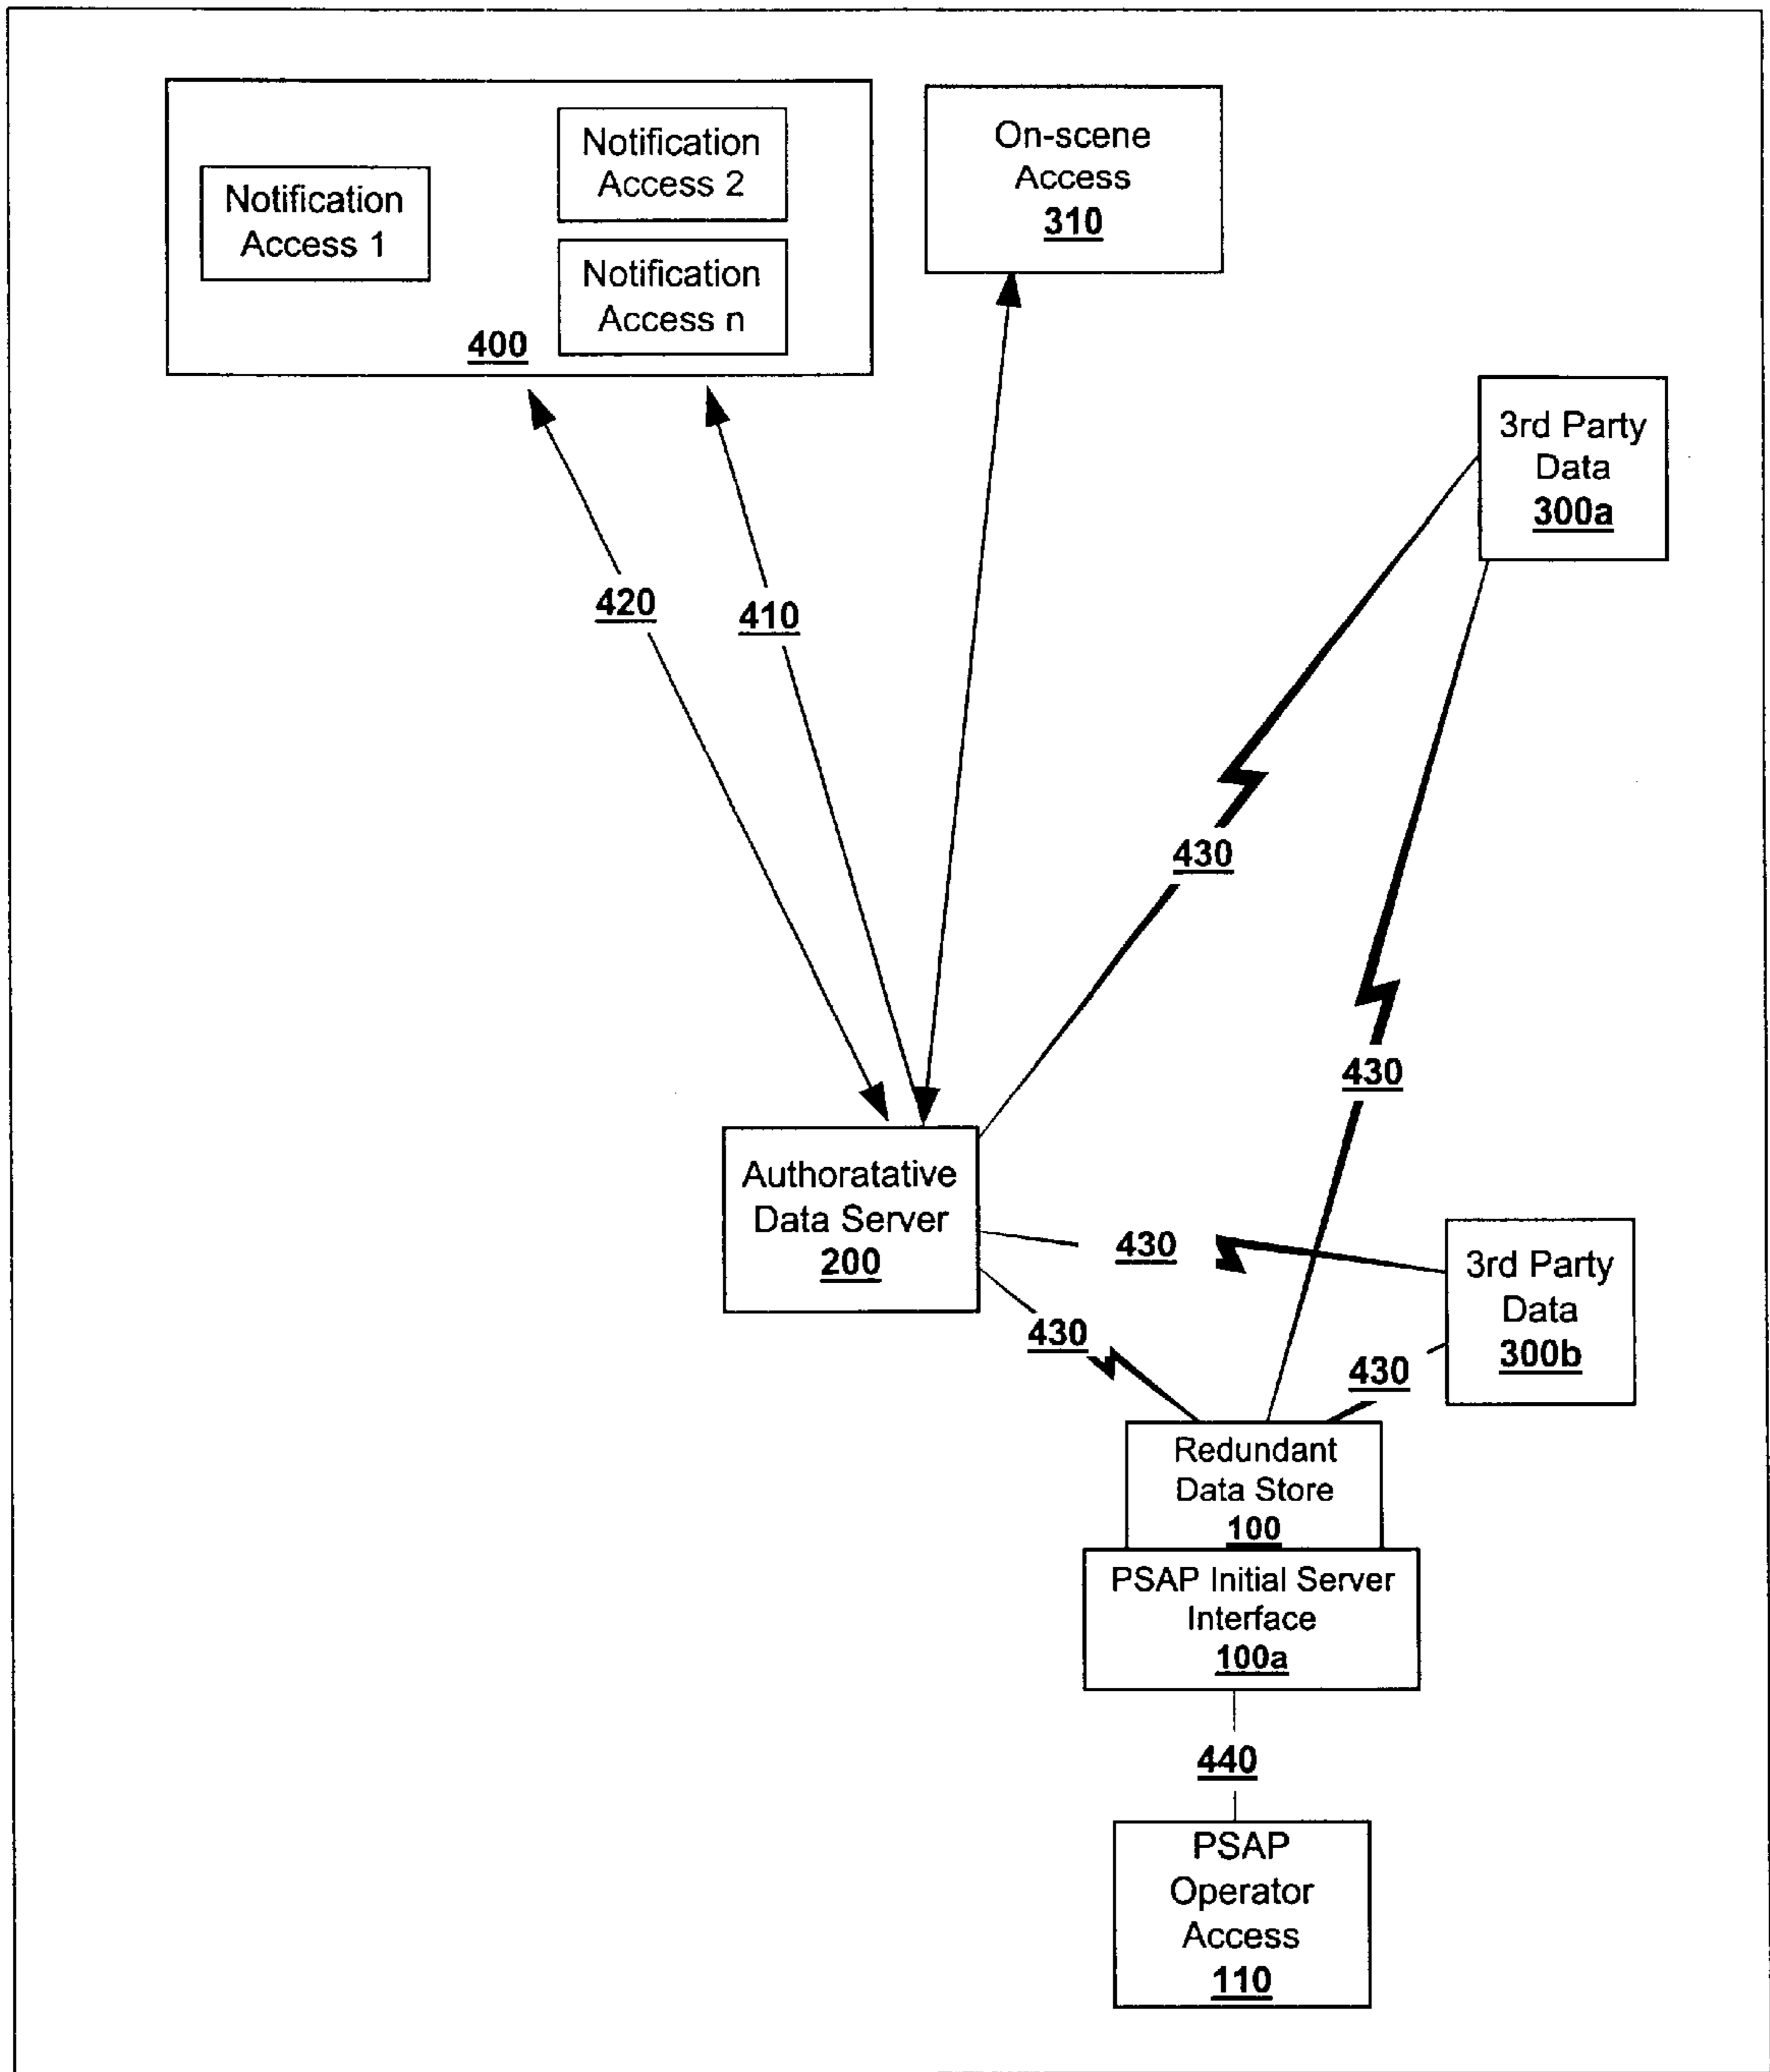 Notification
Access 1
Notification
Access 2
Notification
Access n
400
On-scene
Access
310
3rd Party
Data
300a
420
410
430
430
Authoratative
Data Server
200
430
3rd Party
Data
300b
430
430
Redundant
Data Store
100
PSAP Initial Server
Interface
100a
440
PSAP
Operator
Access
110